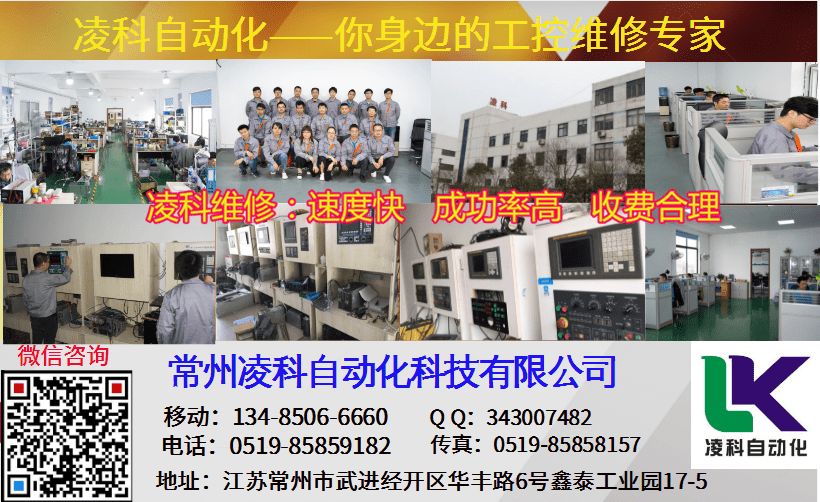 凌科自动化——你身边的工控维修专家
凌科
凌科维修：速度快 成功率高 收费合理
微信咨询
常州凌科自动化科技有限公司
移动：134-8506-6660 QQ：343007482
电话：0519-85859182 传真：0519-85858157
地址：江苏常州市武进经开区华丰路6号鑫泰工业园17-5
LK
凌科自动化